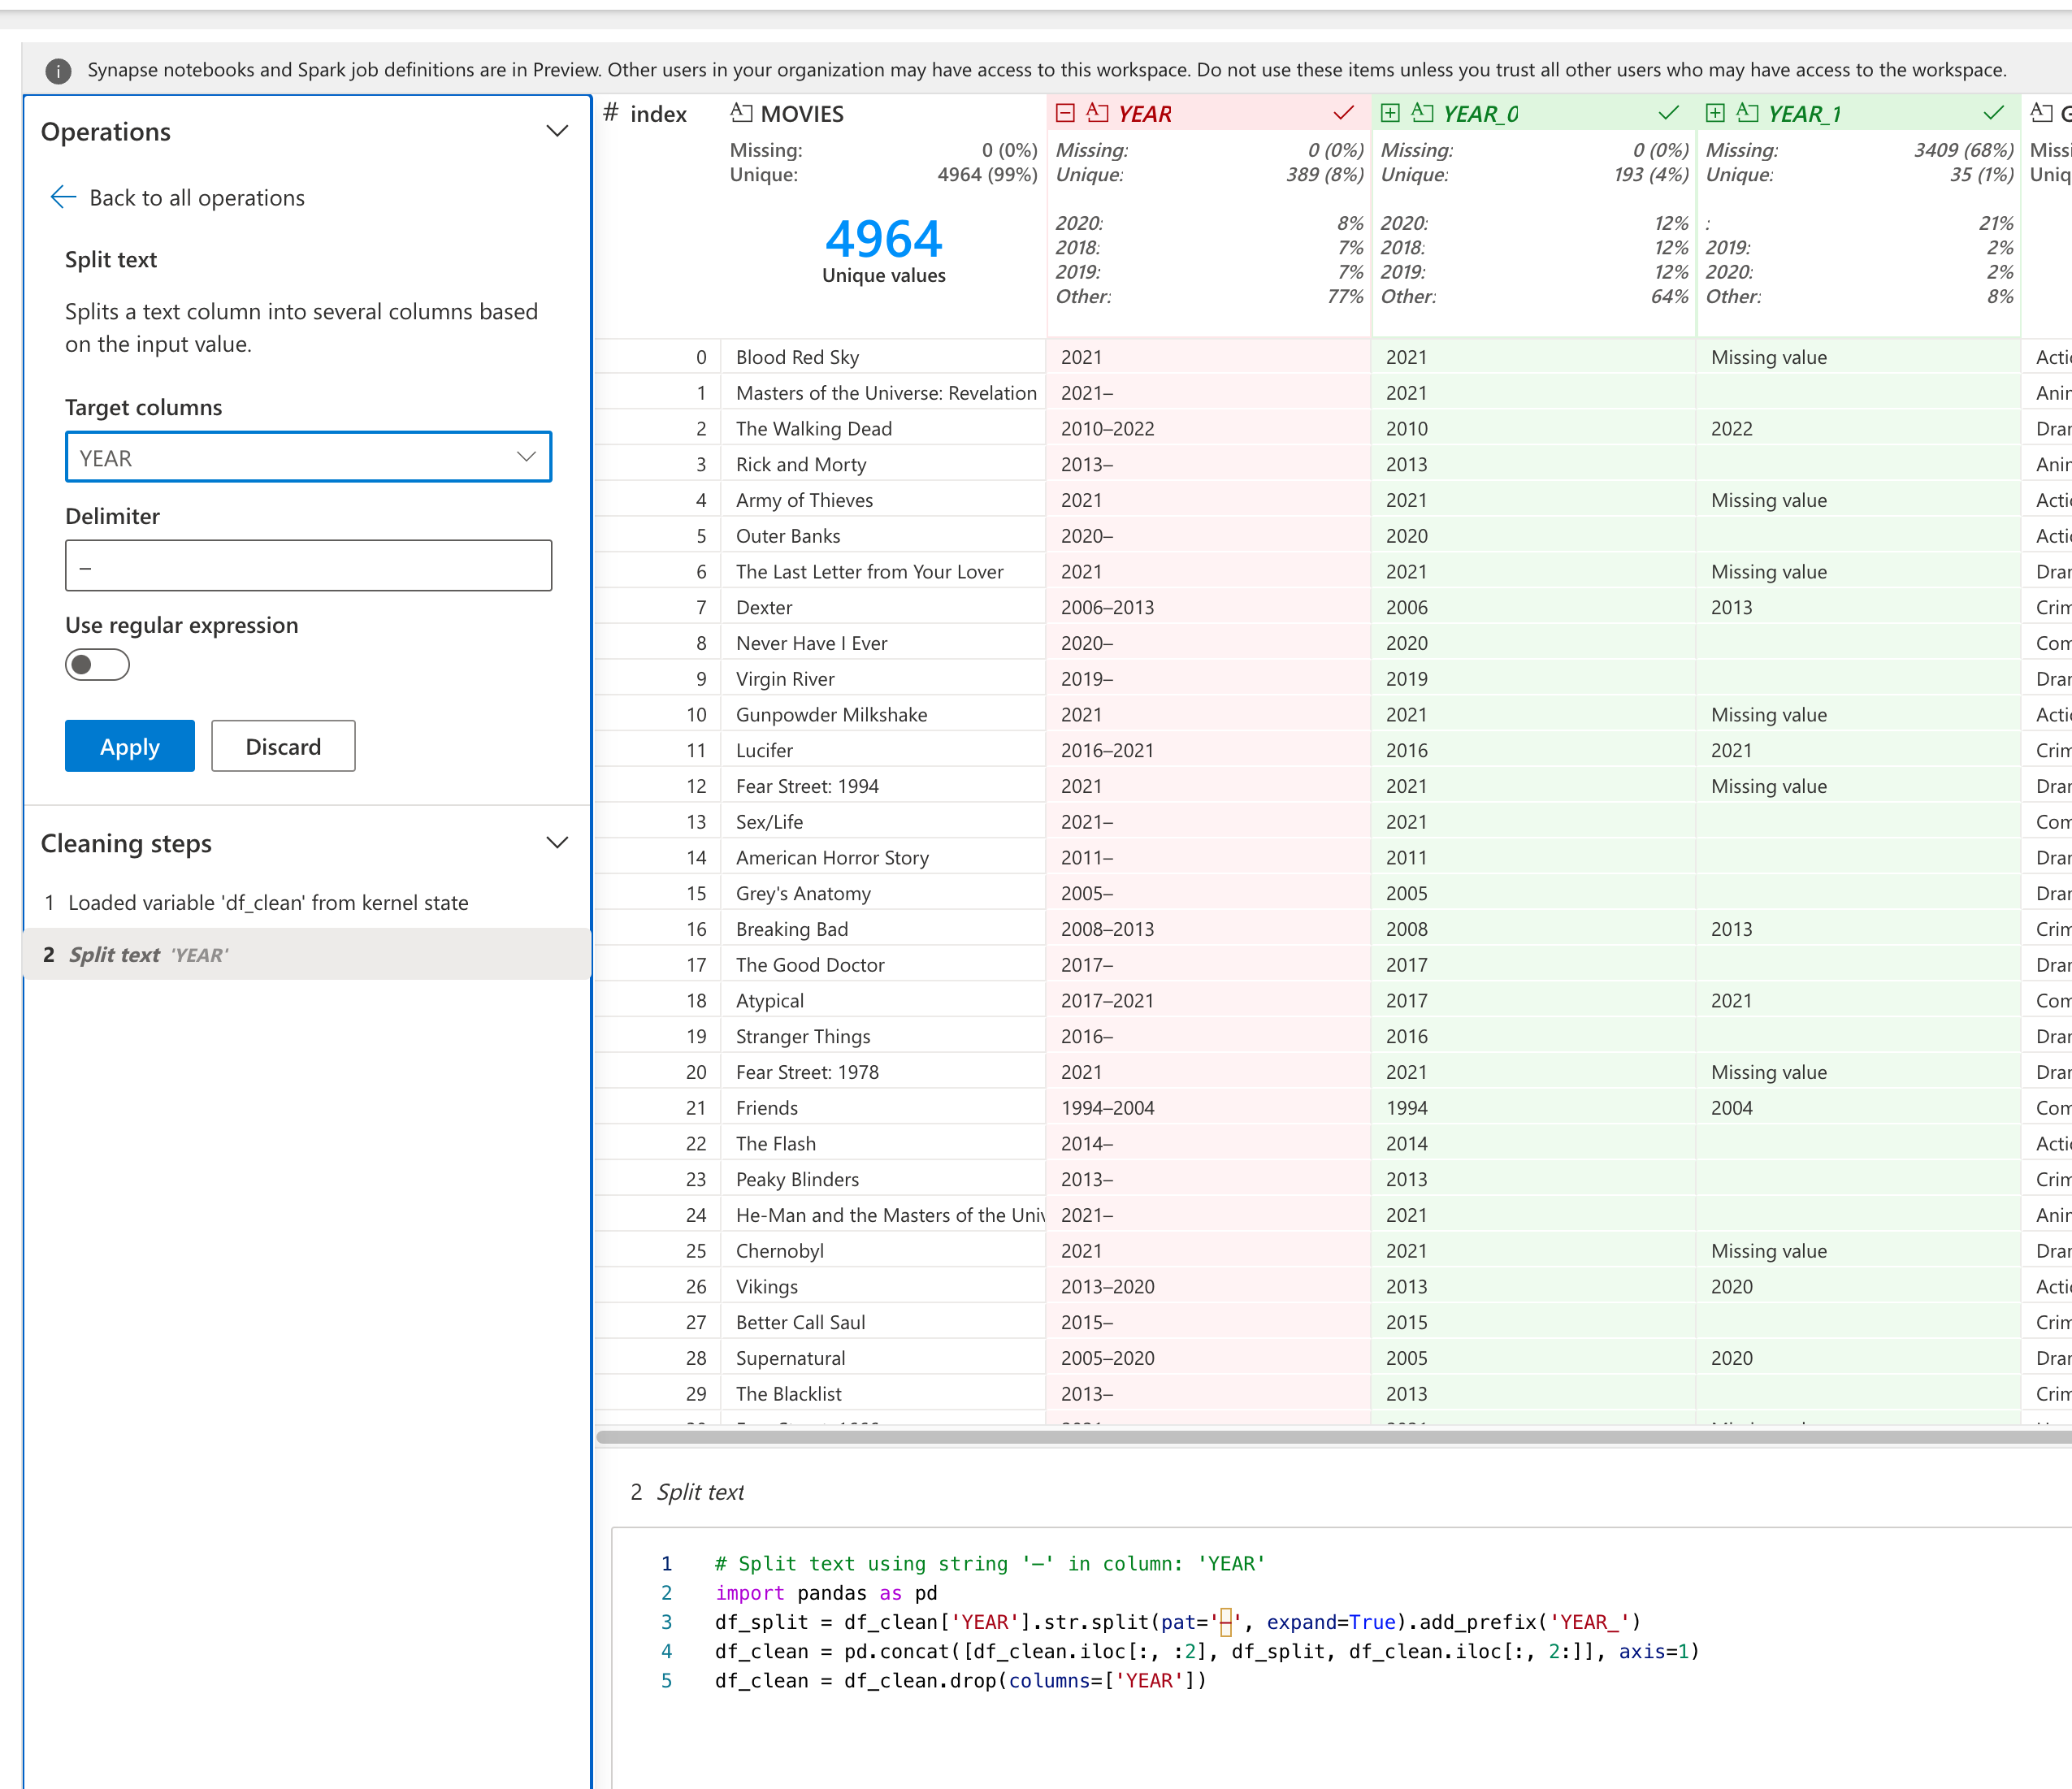 Synapse notebooks and Spark job definitions are in Preview. Other users in your organization may have access to this workspace. Do not use these items unless you trust all other users who may have access to the workspace.
Operations
Back to all operations
Split text
Splits a text column into several columns based
on the input value.
Target columns
YEAR
Delimiter
–
Use regular expression
Apply Discard
Cleaning steps
1 Loaded variable 'df_clean' from kernel state
2 Split text 'YEAR'
# index MOVIES YEAR YEAR_0 YEAR_1 G
Missing: 0 (0%) Missing: 0 (0%) Missing: 0 (0%) Missing: 3409 (68%) Missi
Unique: 4964 (99%) Unique: 389 (8%) Unique: 193 (4%) Unique: 35 (1%) Uniq
4964
Unique values
2020: 8% 2020: 12% : 21%
2018: 7% 2018: 12% 2019: 2%
2019: 7% 2019: 12% 2020: 2%
Other: 77% Other: 64% Other: 8%
0 Blood Red Sky 2021 2021 Missing value Actio
1 Masters of the Universe: Revelation 2021– 2021 Anim
2 The Walking Dead 2010–2022 2010 2022 Dram
3 Rick and Morty 2013– 2013 Anim
4 Army of Thieves 2021 2021 Missing value Actio
5 Outer Banks 2020– 2020 Actio
6 The Last Letter from Your Lover 2021 2021 Missing value Dram
7 Dexter 2006–2013 2006 2013 Crim
8 Never Have I Ever 2020– 2020 Com
9 Virgin River 2019– 2019 Dram
10 Gunpowder Milkshake 2021 2021 Missing value Actio
11 Lucifer 2016–2021 2016 2021 Crim
12 Fear Street: 1994 2021 2021 Missing value Dram
13 Sex/Life 2021– 2021 Com
14 American Horror Story 2011– 2011 Dram
15 Grey's Anatomy 2005– 2005 Dram
16 Breaking Bad 2008–2013 2008 2013 Crim
17 The Good Doctor 2017– 2017 Dram
18 Atypical 2017–2021 2017 2021 Com
19 Stranger Things 2016– 2016 Dram
20 Fear Street: 1978 2021 2021 Missing value Dram
21 Friends 1994–2004 1994 2004 Com
22 The Flash 2014– 2014 Actio
23 Peaky Blinders 2013– 2013 Crim
24 He-Man and the Masters of the Univ 2021– 2021 Anim
25 Chernobyl 2021 2021 Missing value Dram
26 Vikings 2013–2020 2013 2020 Actio
27 Better Call Saul 2015– 2015 Crim
28 Supernatural 2005–2020 2005 2020 Dram
29 The Blacklist 2013– 2013 Crim
2 Split text
1 # Split text using string '–' in column: 'YEAR'
2 import pandas as pd
3 df_split = df_clean['YEAR'].str.split(pat='–', expand=True).add_prefix('YEAR_')
4 df_clean = pd.concat([df_clean.iloc[:, :2], df_split, df_clean.iloc[:, 2:]], axis=1)
5 df_clean = df_clean.drop(columns=['YEAR'])